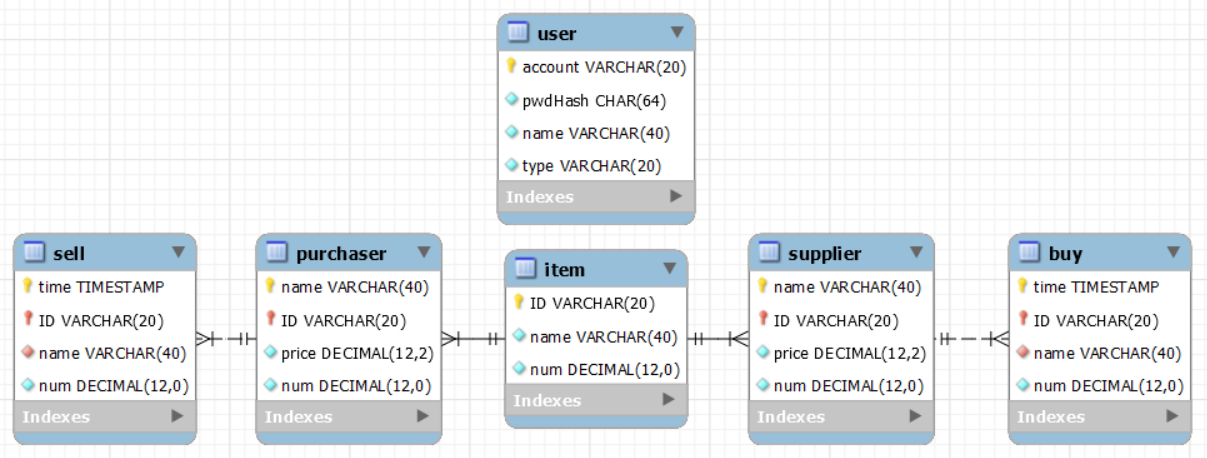 user
account VARCHAR(20)
pwdHash CHAR(64)
name VARCHAR(40)
type VARCHAR(20)
Indexes
sell
time TIMESTAMP
ID VARCHAR(20)
name VARCHAR(40)
num DECIMAL(12,0)
Indexes
purchaser
name VARCHAR(40)
ID VARCHAR(20)
price DECIMAL(12,2)
num DECIMAL(12,0)
Indexes
item
ID VARCHAR(20)
name VARCHAR(40)
num DECIMAL(12,0)
Indexes
supplier
name VARCHAR(40)
ID VARCHAR(20)
price DECIMAL(12,2)
num DECIMAL(12,0)
Indexes
buy
time TIMESTAMP
ID VARCHAR(20)
name VARCHAR(40)
num DECIMAL(12,0)
Indexes